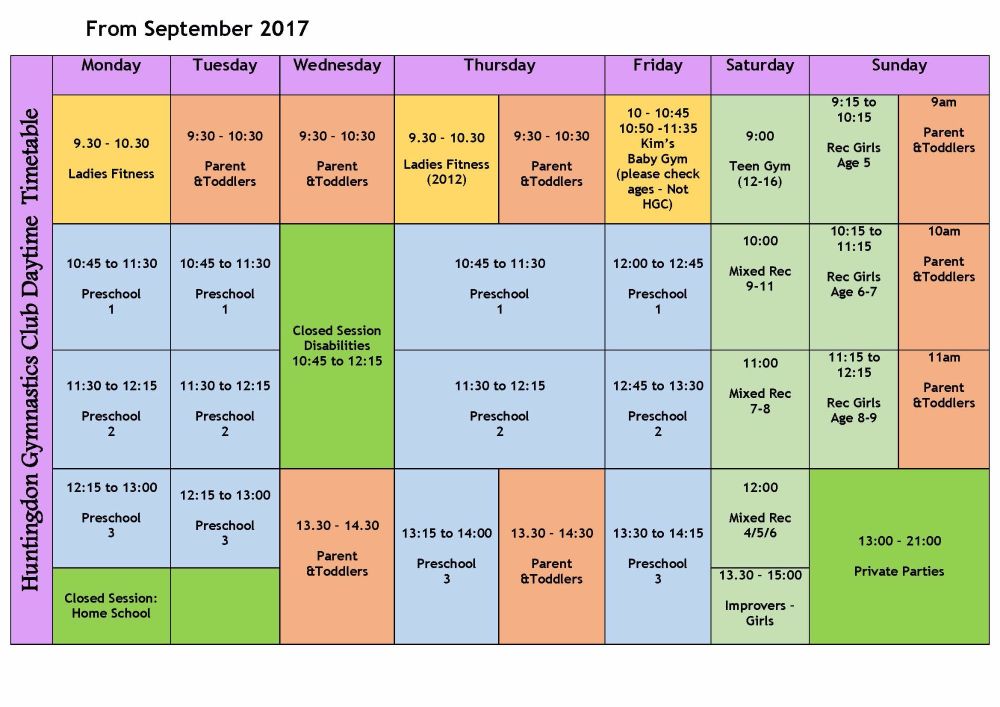 From September 2017
Huntingdon Gymnastics Club Daytime Timetable
Monday
Tuesday
Wednesday
Thursday
Friday
Saturday
Sunday
9.30 - 10.30
Ladies Fitness
9:30 - 10:30
Parent
&Toddlers
9:30 - 10:30
Parent
&Toddlers
9.30 - 10.30
Ladies Fitness
(2012)
9:30 - 10:30
Parent
&Toddlers
10 - 10:45
10:50 -11:35
Kim's
Baby Gym
(please check
ages - Not
HGC)
9:00
Teen Gym
(12-16)
9:15 to
10:15
Rec Girls
Age 5
9am
Parent
&Toddlers
10:45 to 11:30
Preschool
1
10:45 to 11:30
Preschool
1
Closed Session
Disabilities
10:45 to 12:15
10:45 to 11:30
Preschool
1
12:00 to 12:45
Preschool
1
10:00
Mixed Rec
9-11
10:15 to
11:15
Rec Girls
Age 6-7
10am
Parent
&Toddlers
11:30 to 12:15
Preschool
2
11:30 to 12:15
Preschool
2
11:30 to 12:15
Preschool
2
12:45 to 13:30
Preschool
2
11:00
Mixed Rec
7-8
11:15 to
12:15
Rec Girls
Age 8-9
11am
Parent
&Toddlers
12:15 to 13:00
Preschool
3
12:15 to 13:00
Preschool
3
13.30 - 14.30
Parent
&Toddlers
13:15 to 14:00
Preschool
3
13.30 - 14:30
Parent
&Toddlers
13:30 to 14:15
Preschool
3
12:00
Mixed Rec
4/5/6
13:00 - 21:00
Private Parties
Closed Session:
Home School
13.30 - 15:00
Improvers -
Girls